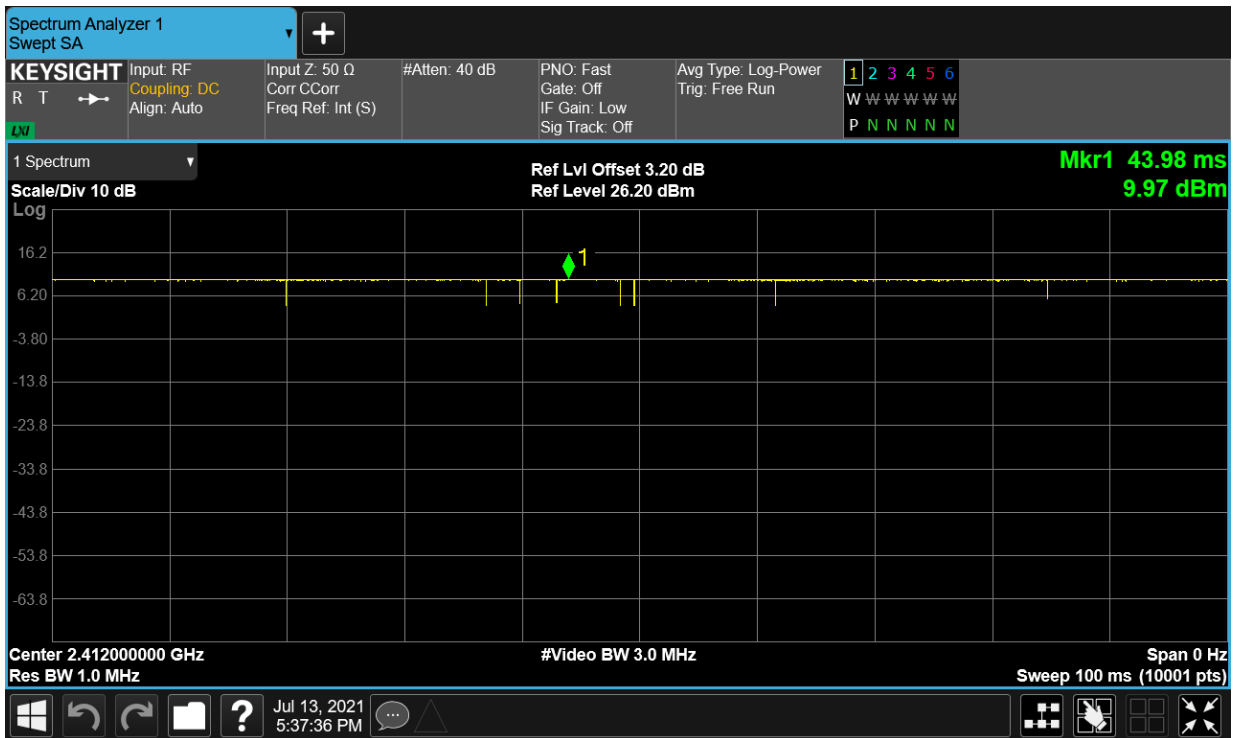 Spectrum Analyzer 1
Swept SA
KEYSIGHT
R T
LXI
Input: RF
Coupling: DC
Align: Auto
Input Z: 50 Ω
Corr CCorr
Freq Ref: Int (S)
#Atten: 40 dB
PNO: Fast
Gate: Off
IF Gain: Low
Sig Track: Off
Avg Type: Log-Power
Trig: Free Run
1 2 3 4 5 6
W W W W W W
P N N N N N
1 Spectrum
Scale/Div 10 dB
Log
Ref Lvl Offset 3.20 dB
Ref Level 26.20 dBm
Mkr1 43.98 ms
9.97 dBm
1
16.2
6.20
-3.80
-13.8
-23.8
-33.8
-43.8
-53.8
-63.8
Center 2.412000000 GHz
Res BW 1.0 MHz
#Video BW 3.0 MHz
Span 0 Hz
Sweep 100 ms (10001 pts)
?
Jul 13, 2021
5:37:36 PM